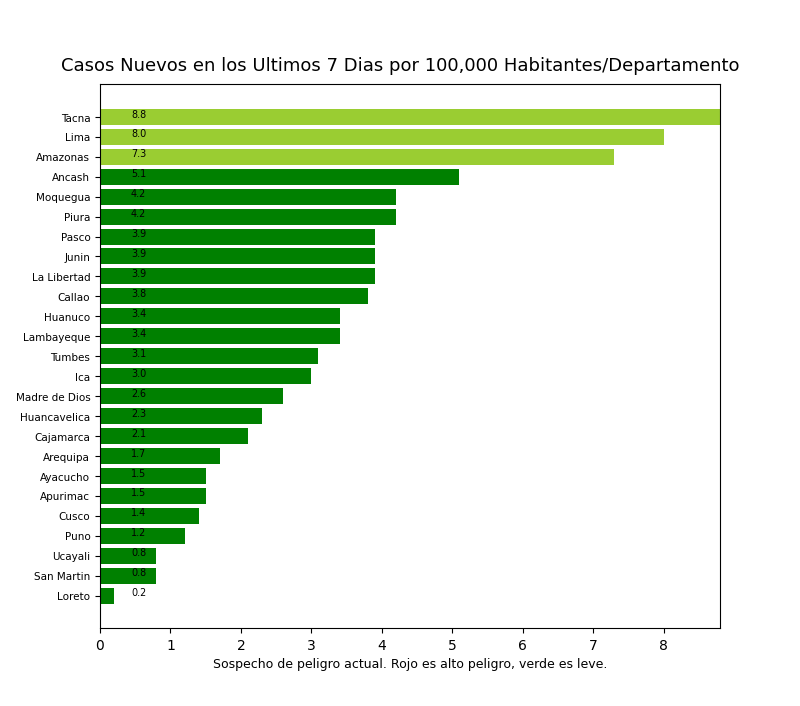 Casos Nuevos en los Ultimos 7 Dias por 100,000 Habitantes/Departamento
Tacna 8.8
Lima 8.0
Amazonas 7.3
Ancash 5.1
Moquegua 4.2
Piura 4.2
Pasco 3.9
Junin 3.9
La Libertad 3.9
Callao 3.8
Huanuco 3.4
Lambayeque 3.4
Tumbes 3.1
Ica 3.0
Madre de Dios 2.6
Huancavelica 2.3
Cajamarca 2.1
Arequipa 1.7
Ayacucho 1.5
Apurimac 1.5
Cusco 1.4
Puno 1.2
Ucayali 0.8
San Martin 0.8
Loreto 0.2
0 1 2 3 4 5 6 7 8
Sospecho de peligro actual. Rojo es alto peligro, verde es leve.